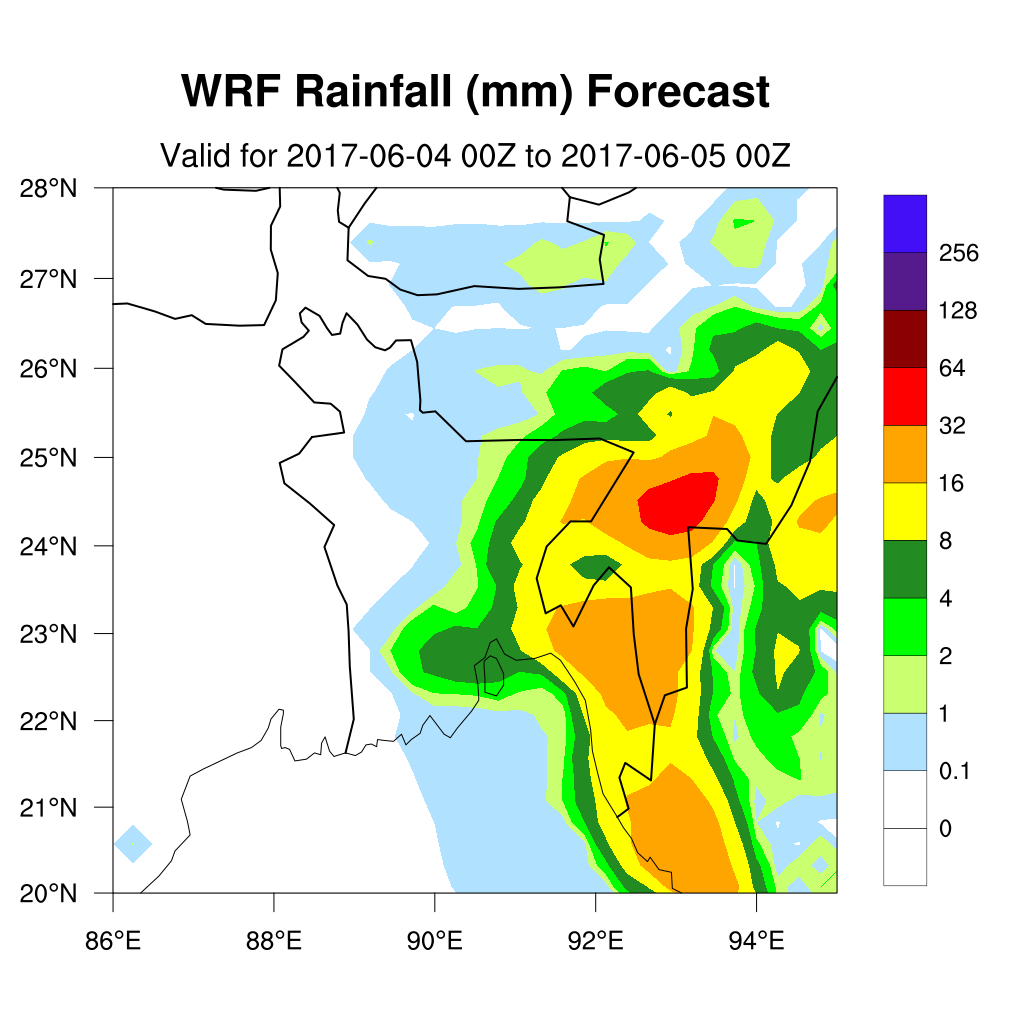 WRF Rainfall (mm) Forecast
Valid for 2017-06-04 00Z to 2017-06-05 00Z
28°N
27°N
26°N
25°N
24°N
23°N
22°N
21°N
20°N
86°E 88°E 90°E 92°E 94°E
256
128
64
32
16
8
4
2
1
0.1
0